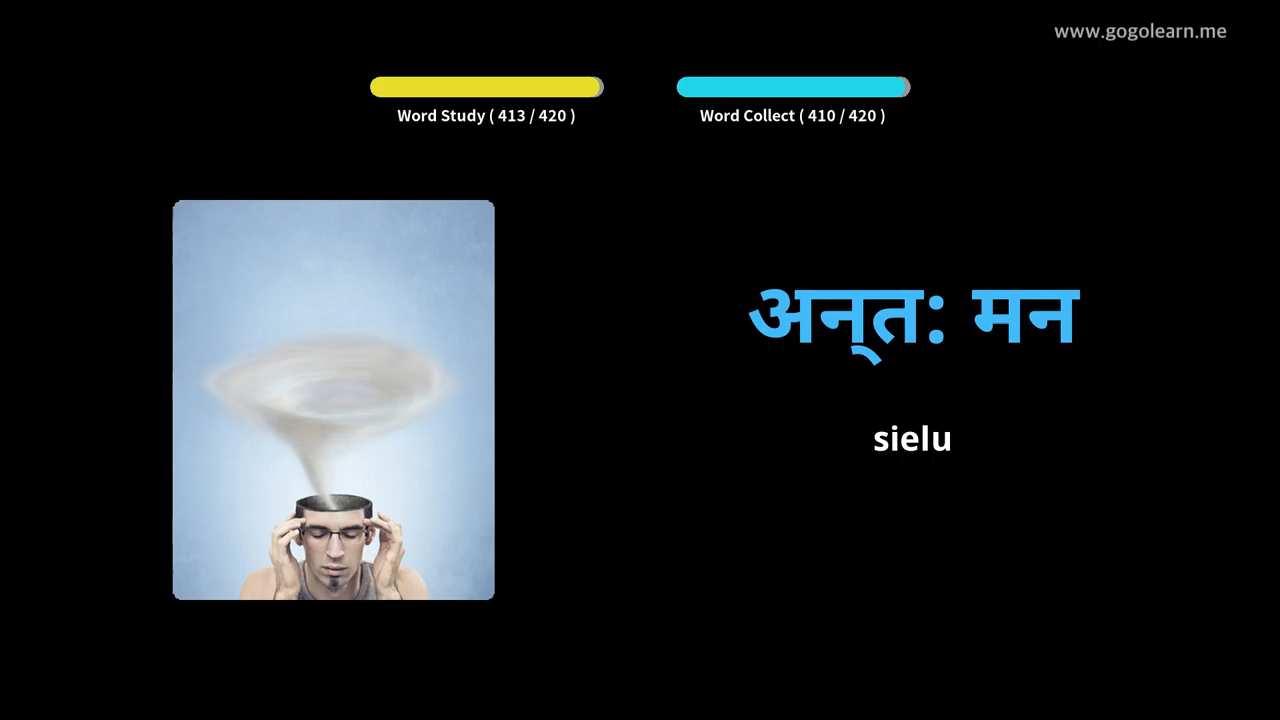 www.gogolearn.me
Word Study ( 413 / 420 )
Word Collect ( 410 / 420 )
अन्‌त: मन
sielu